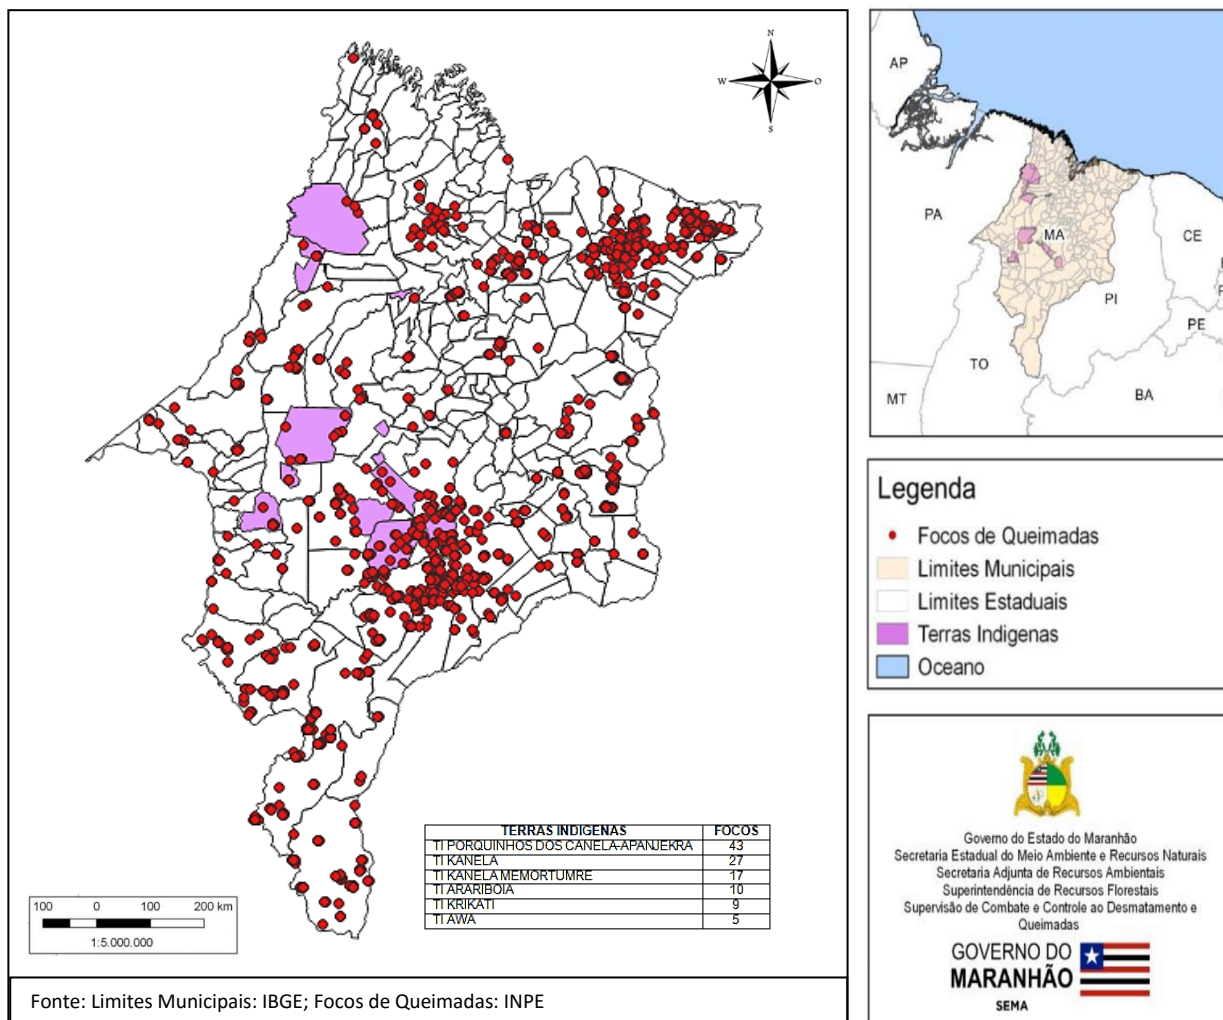 N
W
O
S
TERRAS INDIGENAS FOCOS
TI PORQUINHOS DOS CANELA-APANJEKRA 43
TI KANELA 27
TI KANELA MEMORTUMRE 17
TI ARARIBOIA 10
TI KRIKATI 9
TI AWA 5
100 0 100 200 km
1:5.000.000
Fonte: Limites Municipais: IBGE; Focos de Queimadas: INPE
AP
PA
MA
CE
PI
PE
TO
BA
MT
Legenda
Focos de Queimadas
Limites Municipais
Limites Estaduais
Terras Indigenas
Oceano
Governo do Estado do Maranhão
Secretaria Estadual do Meio Ambiente e Recursos Naturais
Secretaria Adjunta de Recursos Ambientais
Superintendência de Recursos Florestais
Supervisão de Combate e Controle ao Desmatamento e
Queimadas
GOVERNO DO
MARANHÃO
SEMA